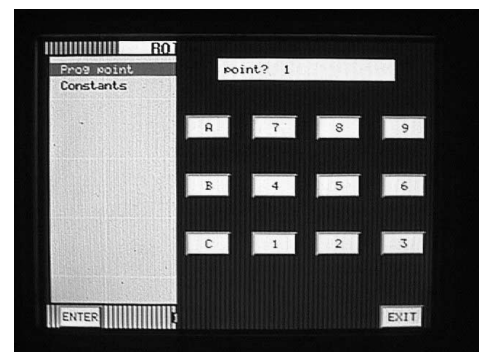 Prog point
Constants
point? 1
A 7 8 9
B 4 5 6
C 1 2 3
ENTER
EXIT